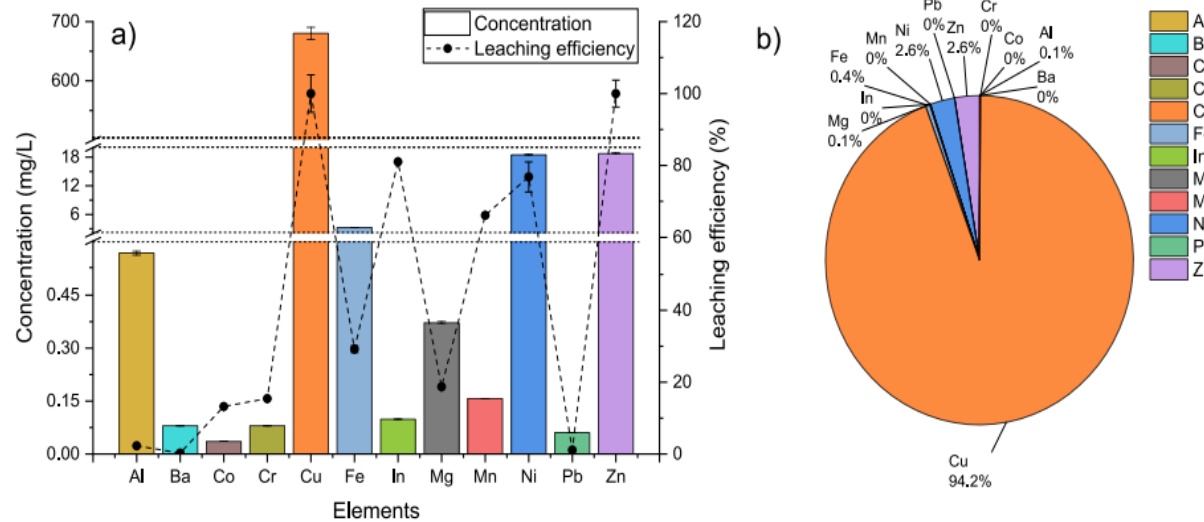 a)
Concentration
Leaching efficiency
Concentration (mg/L)
700
600
18
12
6
0.45
0.30
0.15
0.00
120
100
80
60
40
20
0
Leaching efficiency (%)
Al Ba Co Cr Cu Fe In Mg Mn Ni Pb Zn
Elements
b)
Mg
0.1%
In
0%
Fe
0.4%
Mn
0%
Ni
2.6%
Pb
0%
Zn
2.6%
Cr
0%
Co
0%
Al
0.1%
Ba
0%
Cu
94.2%